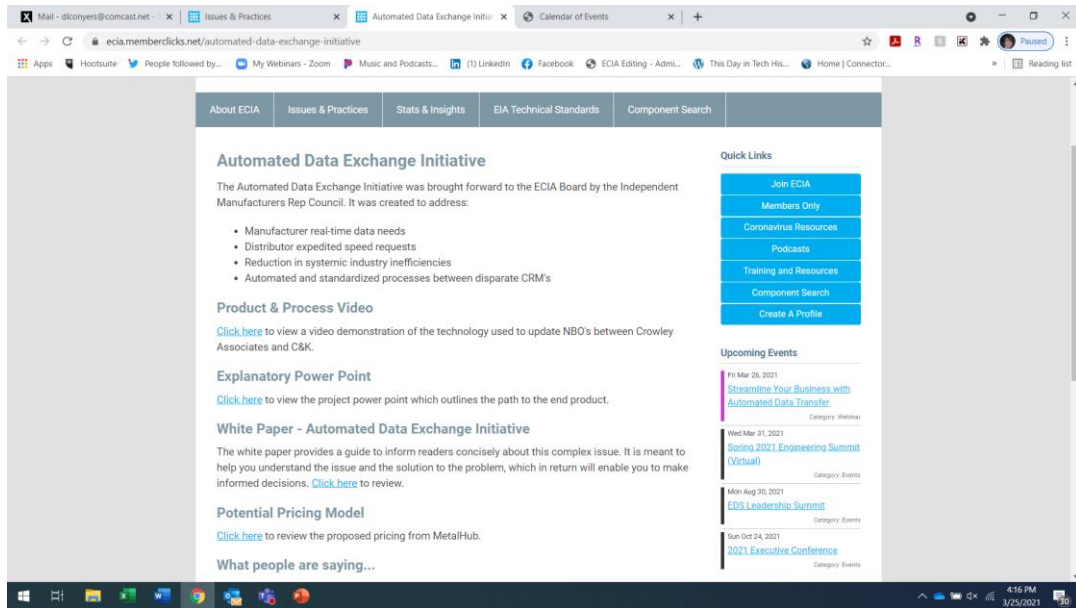 Mail - dlconyers@comcast.net -
Issues & Practices
Automated Data Exchange Initiat
Calendar of Events
ecia.memberclicks.net/automated-data-exchange-initiative
Paused
Apps
Hootsuite
People followed by...
My Webinars - Zoom
Music and Podcasts...
(1) LinkedIn
Facebook
ECIA Editing - Admi...
This Day in Tech His...
Home | Connector...
»
Reading list
About ECIA
Issues & Practices
Stats & Insights
EIA Technical Standards
Component Search
Automated Data Exchange Initiative
The Automated Data Exchange Initiative was brought forward to the ECIA Board by the Independent
Manufacturers Rep Council. It was created to address:
• Manufacturer real-time data needs
• Distributor expedited speed requests
• Reduction in systemic industry inefficiencies
• Automated and standardized processes between disparate CRM's
Product & Process Video
Click here to view a video demonstration of the technology used to update NBO's between Crowley
Associates and C&K.
Explanatory Power Point
Click here to view the project power point which outlines the path to the end product.
White Paper - Automated Data Exchange Initiative
The white paper provides a guide to inform readers concisely about this complex issue. It is meant to
help you understand the issue and the solution to the problem, which in return will enable you to make
informed decisions. Click here to review.
Potential Pricing Model
Click here to review the proposed pricing from MetalHub.
What people are saying...
Quick Links
Join ECIA
Members Only
Coronavirus Resources
Podcasts
Training and Resources
Component Search
Create A Profile
Upcoming Events
Fri Mar 26, 2021
Streamline Your Business with
Automated Data Transfer
Category: Webinar
Wed Mar 31, 2021
Spring 2021 Engineering Summit
(Virtual)
Category: Events
Mon Aug 30, 2021
EDS Leadership Summit
Category: Events
Sun Oct 24, 2021
2021 Executive Conference
Category: Events
4:16 PM
3/25/2021
30